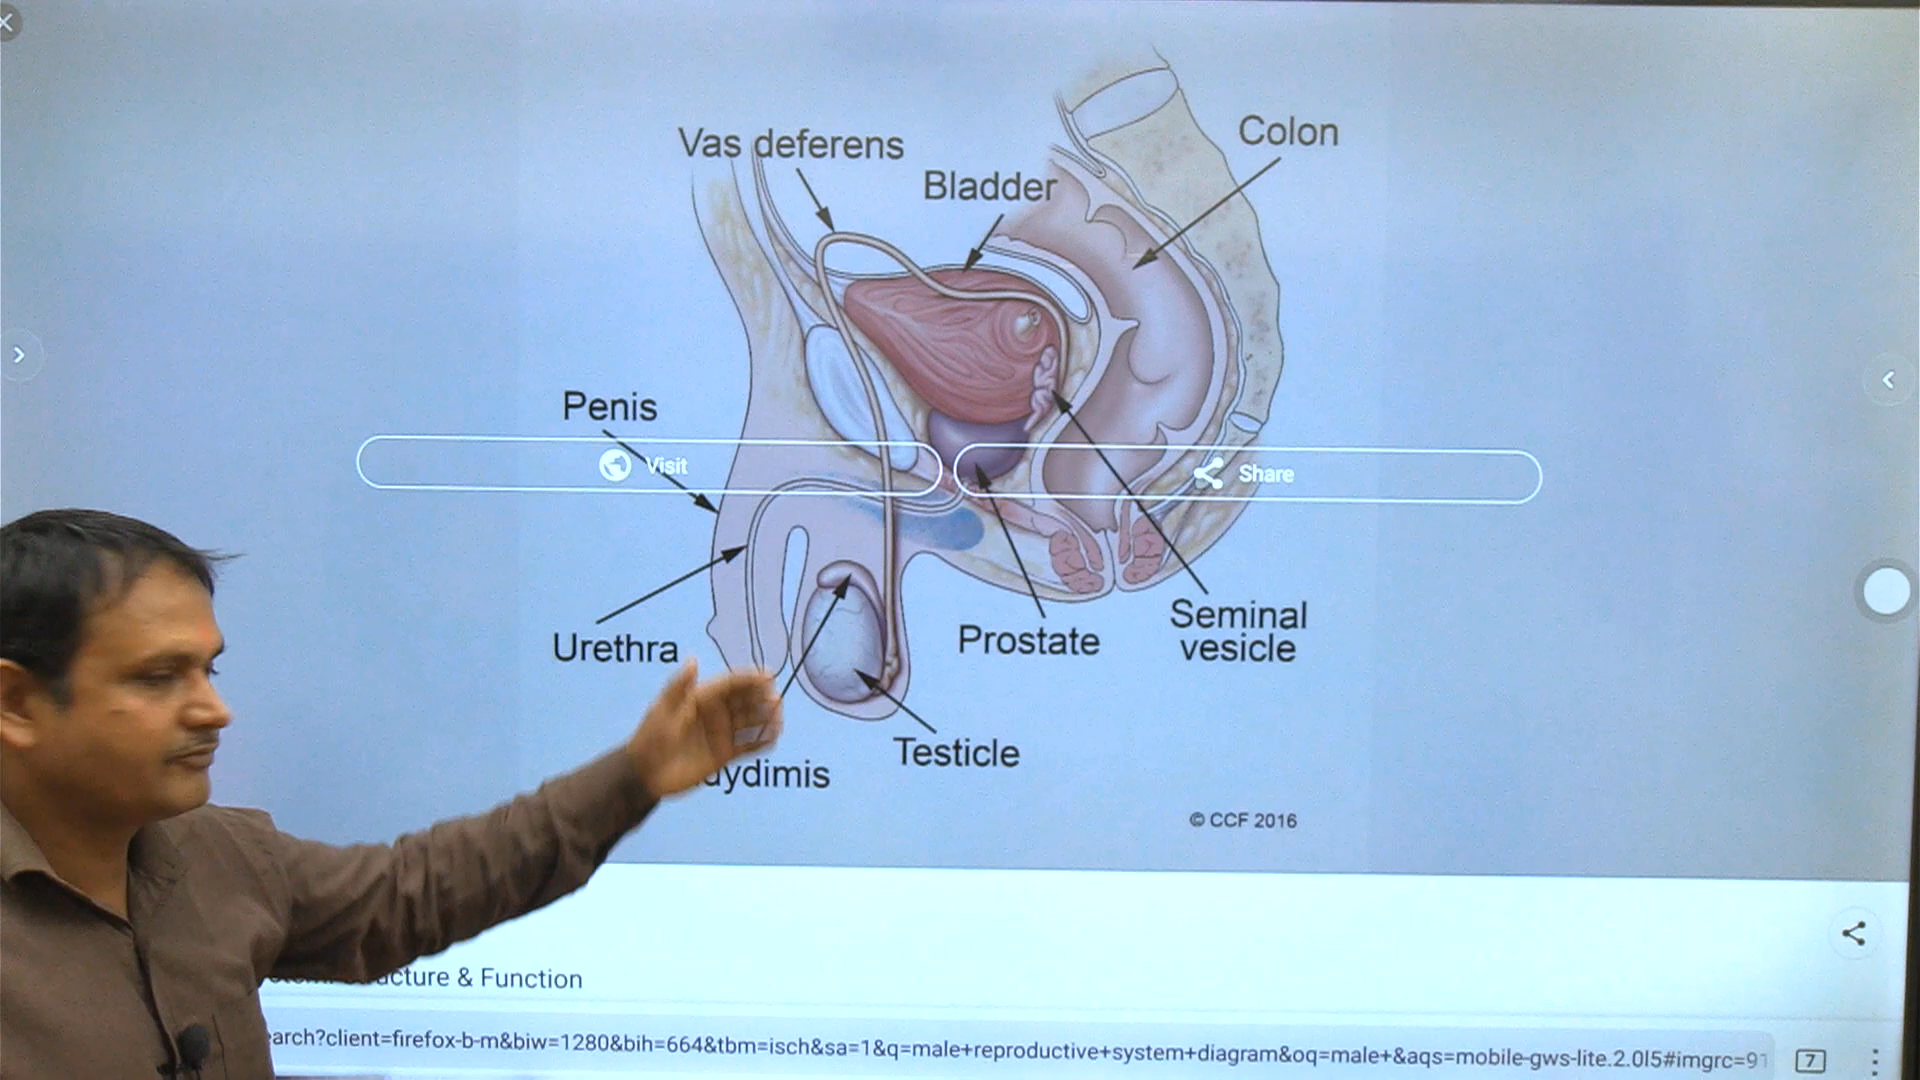 Vas deferens
Colon
Bladder
Penis
Visit
Share
Urethra
Prostate
Seminal
vesicle
Testicle
dydimis
© CCF 2016
ucture & Function
earch?client=firefox-b-m&biw=1280&bih=664&tbm=isch&sa=1&q=male+reproductive+system+diagram&oq=male+&aqs=mobile-gws-lite.2.0l5#imgrc=91
7